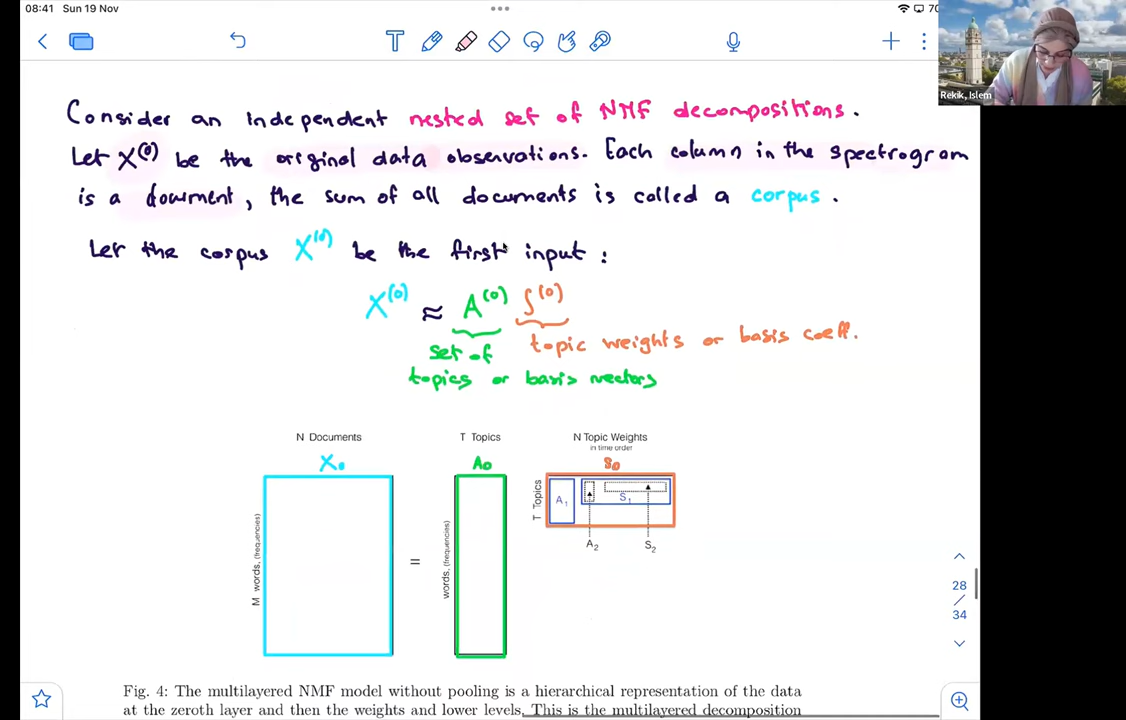 08:41 Sun 19 Nov
70
Rekik, Islem
Consider an independent nested set of NMF decompositions.
Let X(0) be the original data observations. Each column in the spectrogram
is a document, the sum of all documents is called a corpus.
Let the corpus X(0) be the first input:
X(0) ≈ A(0) S(0)
set of
topics or basis vectors
topic weights or basis coeff.
N Documents
T Topics
N Topic Weights
in time order
X0
A0
S0
M words, (frequencies)
=
words, (frequencies)
T Topics
A1
S1
A2
S2
28
/
34
Fig. 4: The multilayered NMF model without pooling is a hierarchical representation of the data
at the zeroth layer and then the weights and lower levels. This is the multilayered decomposition